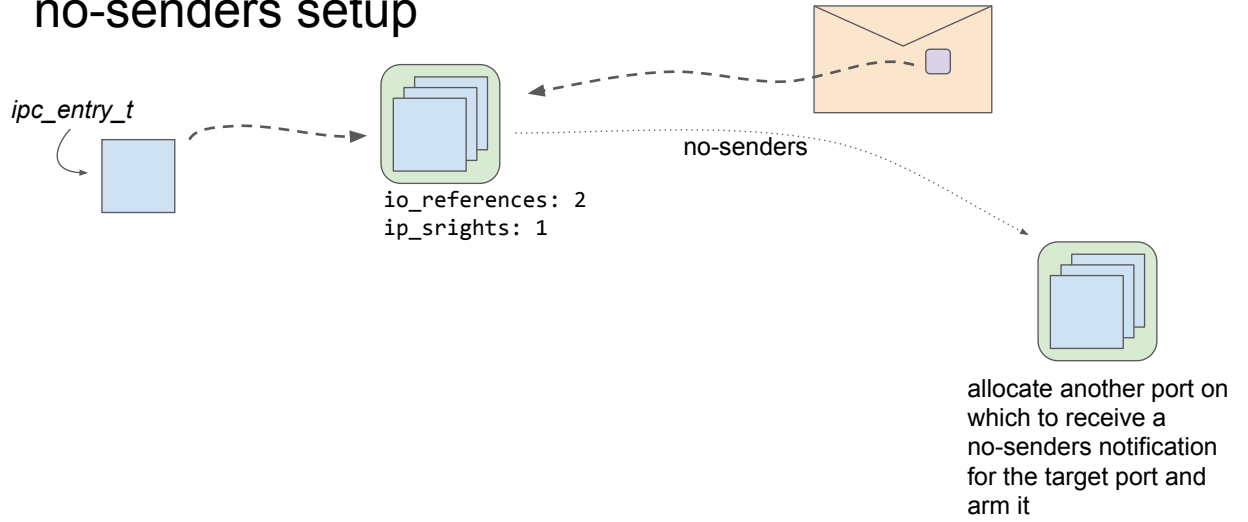 no-senders setup
ipc_entry_t
no-senders
io_references: 2
ip_srights: 1
allocate another port on
which to receive a
no-senders notification
for the target port and
arm it